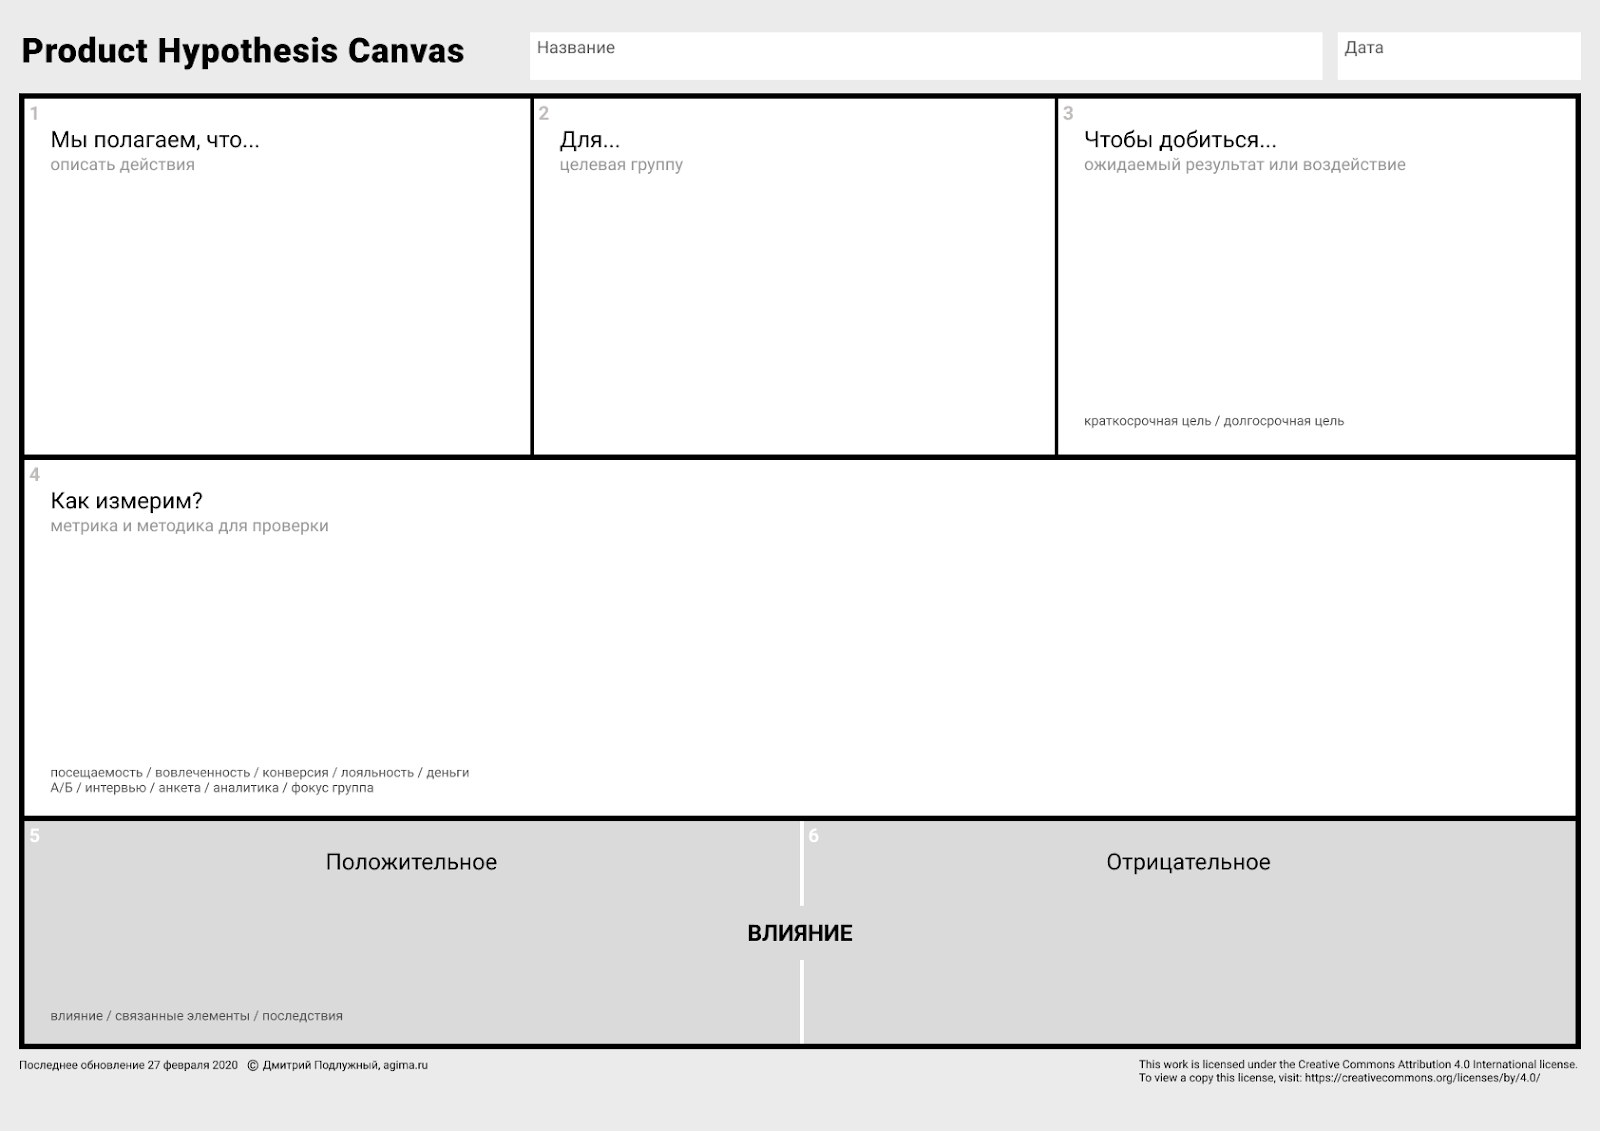 Product Hypothesis Canvas
Название
Дата
1
Мы полагаем, что...
описать действия
2
Для...
целевая группу
3
Чтобы добиться...
ожидаемый результат или воздействие
краткосрочная цель / долгосрочная цель
4
Как измерим?
метрика и методика для проверки
посещаемость / вовлеченность / конверсия / лояльность / деньги
А/Б / интервью / анкета / аналитика / фокус группа
5
Положительное
6
Отрицательное
ВЛИЯНИЕ
влияние / связанные элементы / последствия
Последнее обновление 27 февраля 2020 © Дмитрий Подлужный, agima.ru
This work is licensed under the Creative Commons Attribution 4.0 International license.
To view a copy this license, visit: https://creativecommons.org/licenses/by/4.0/